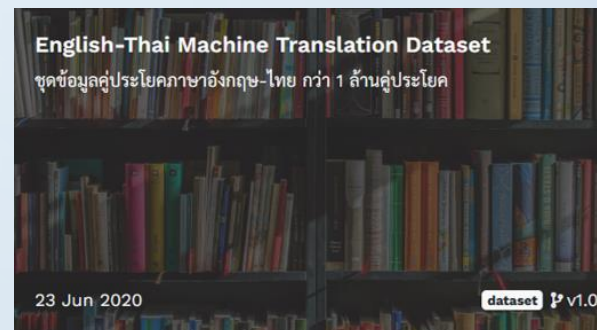 English-Thai Machine Translation Dataset
ชุดข้อมูลคู่ประโยคภาษาอังกฤษ-ไทย กว่า 1 ล้านคู่ประโยค
23 Jun 2020
dataset v1.0